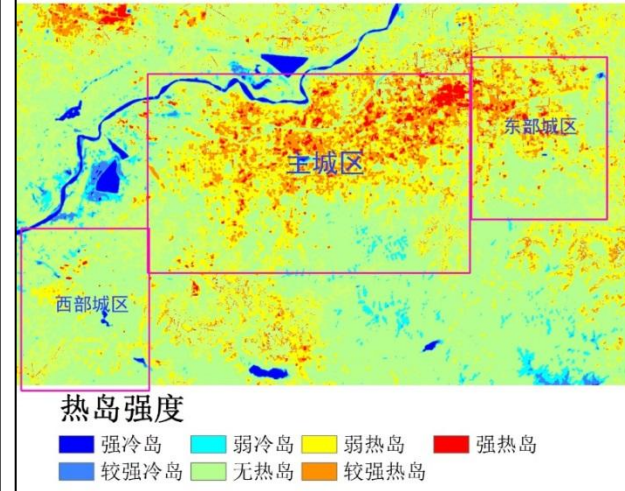 东部城区
主城区
西部城区
热岛强度
强冷岛 弱冷岛 弱热岛 强热岛
较强冷岛 无热岛 较强热岛